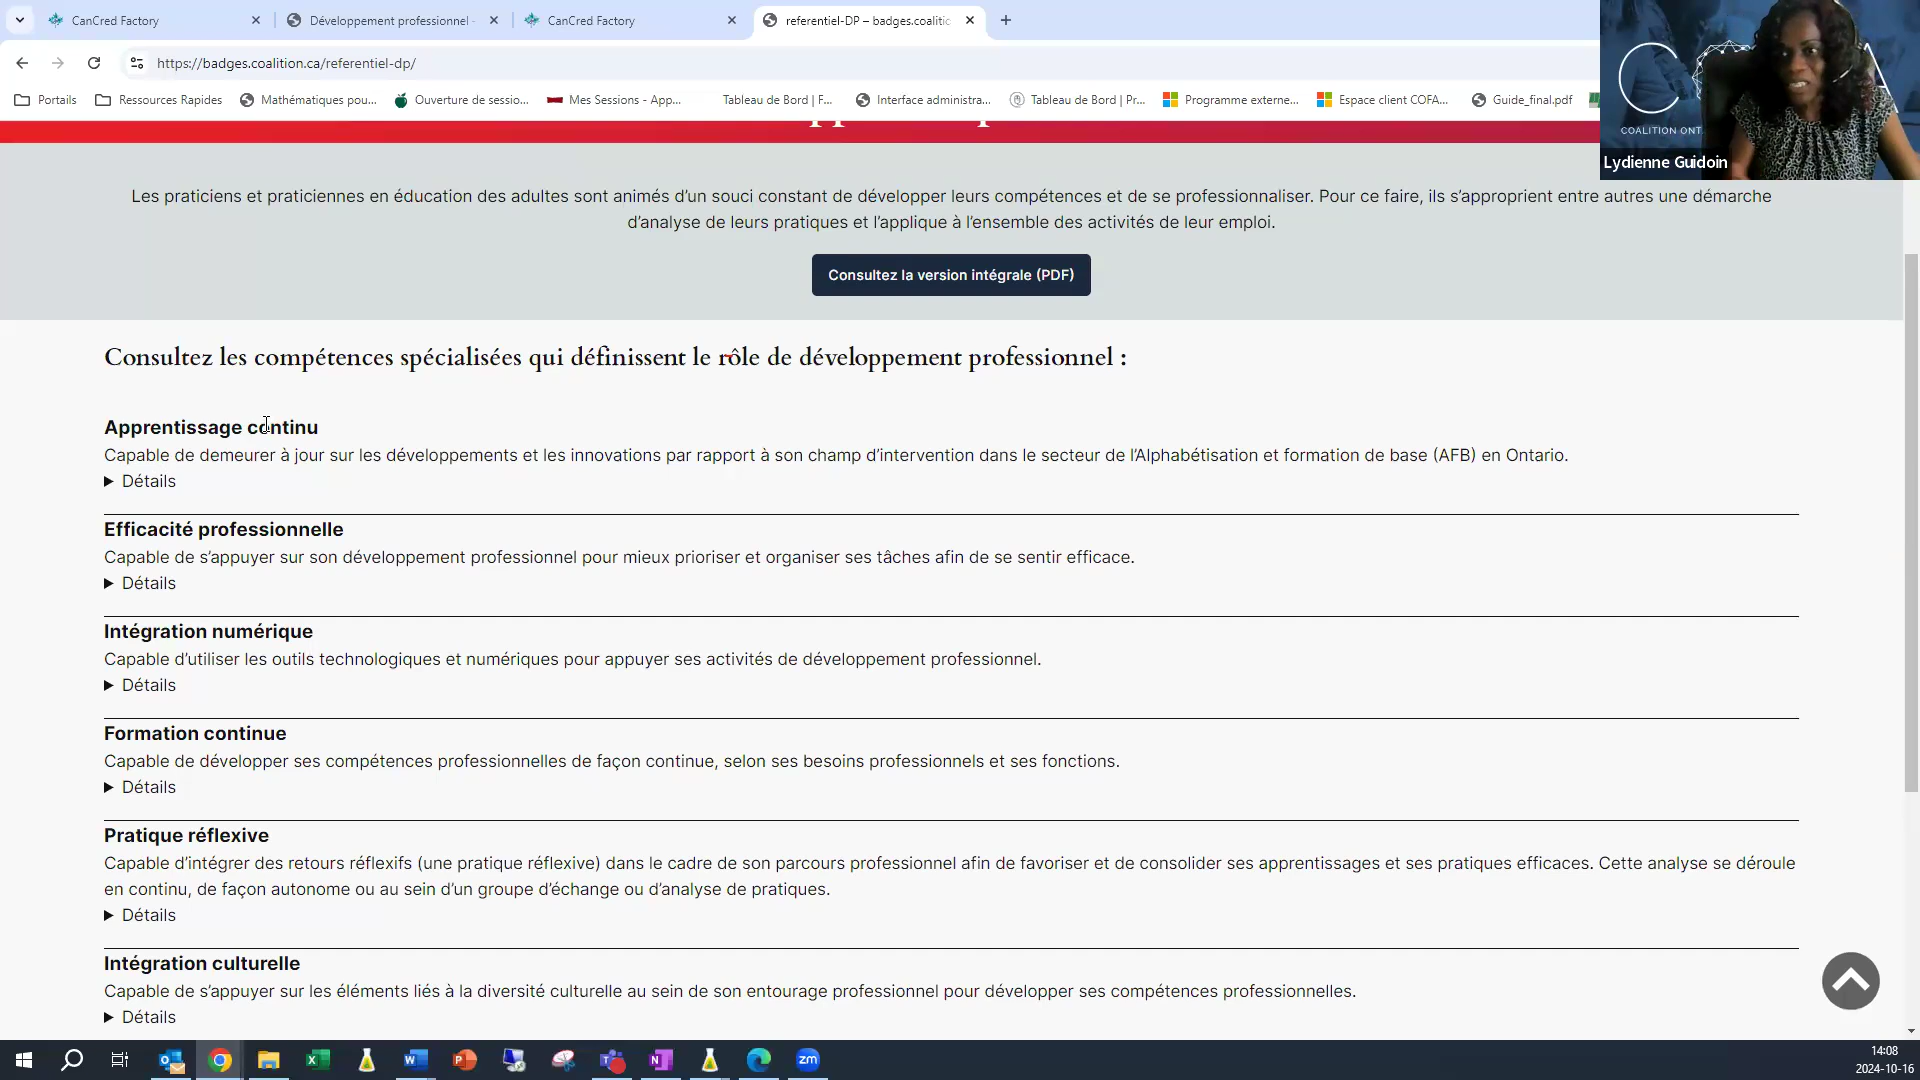 CanCred Factory
Développement professionnel -
CanCred Factory
referentiel-DP – badges.coalitio
https://badges.coalition.ca/referentiel-dp/
Portails
Ressources Rapides
Mathématiques pou...
Ouverture de sessio...
Mes Sessions - App...
Tableau de Bord | F...
Interface administra...
Tableau de Bord | Pr...
Programme externe...
Espace client COFA...
Guide_final.pdf
COALITION ONT
Lydienne Guidoin
Les praticiens et praticiennes en éducation des adultes sont animés d’un souci constant de développer leurs compétences et de se professionnaliser. Pour ce faire, ils s’approprient entre autres une démarche
d’analyse de leurs pratiques et l’applique à l’ensemble des activités de leur emploi.
Consultez la version intégrale (PDF)
Consultez les compétences spécialisées qui définissent le rôle de développement professionnel :
Apprentissage continu
Capable de demeurer à jour sur les développements et les innovations par rapport à son champ d’intervention dans le secteur de l’Alphabétisation et formation de base (AFB) en Ontario.
Détails
Efficacité professionnelle
Capable de s’appuyer sur son développement professionnel pour mieux prioriser et organiser ses tâches afin de se sentir efficace.
Détails
Intégration numérique
Capable d’utiliser les outils technologiques et numériques pour appuyer ses activités de développement professionnel.
Détails
Formation continue
Capable de développer ses compétences professionnelles de façon continue, selon ses besoins professionnels et ses fonctions.
Détails
Pratique réflexive
Capable d’intégrer des retours réflexifs (une pratique réflexive) dans le cadre de son parcours professionnel afin de favoriser et de consolider ses apprentissages et ses pratiques efficaces. Cette analyse se déroule
en continu, de façon autonome ou au sein d’un groupe d’échange ou d’analyse de pratiques.
Détails
Intégration culturelle
Capable de s’appuyer sur les éléments liés à la diversité culturelle au sein de son entourage professionnel pour développer ses compétences professionnelles.
Détails
14:08
2024-10-16